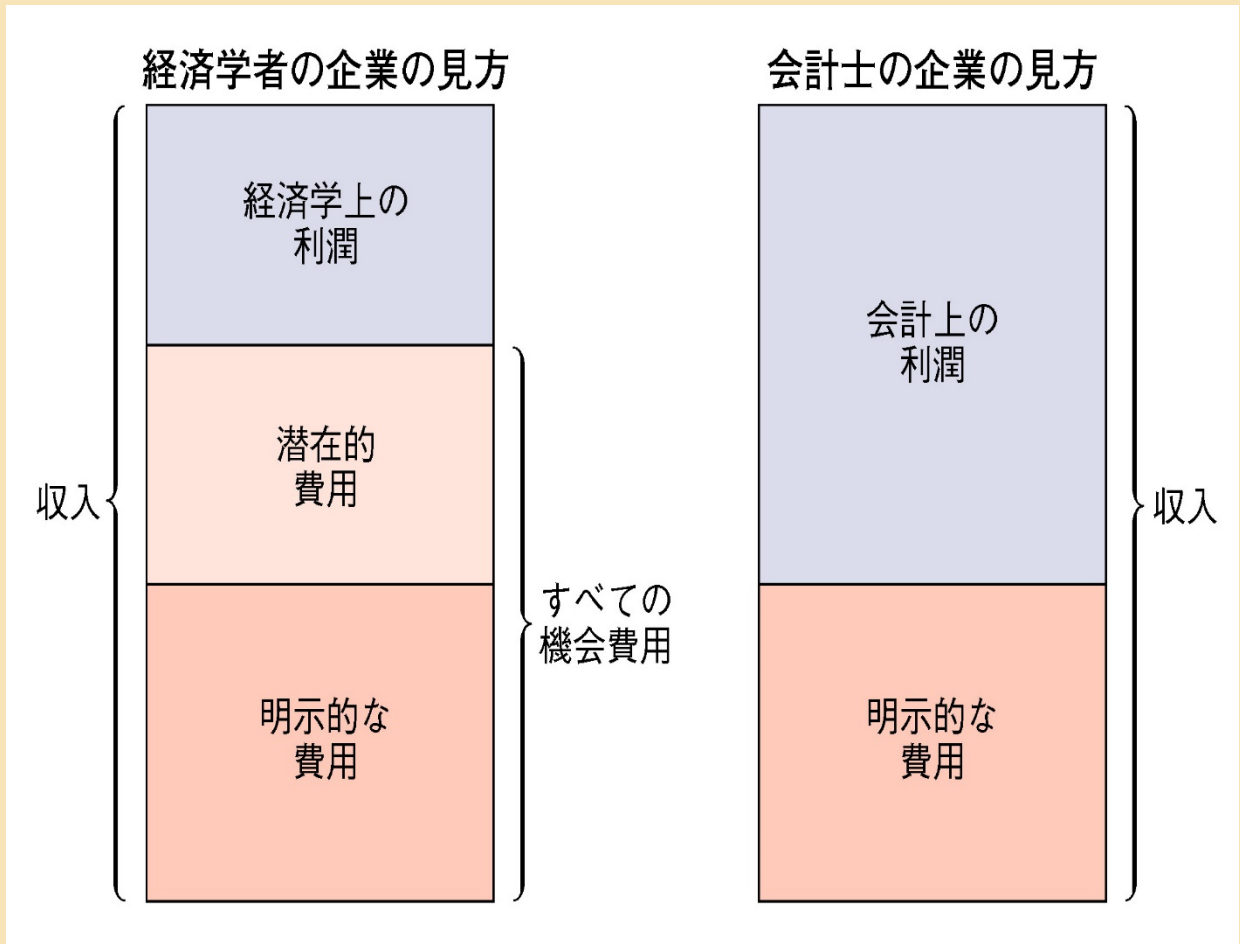 経済学者の企業の見方
経済学上の
利潤
潜在的
費用
収入
すべての
機会費用
明示的な
費用
会計士の企業の見方
会計上の
利潤
収入
明示的な
費用